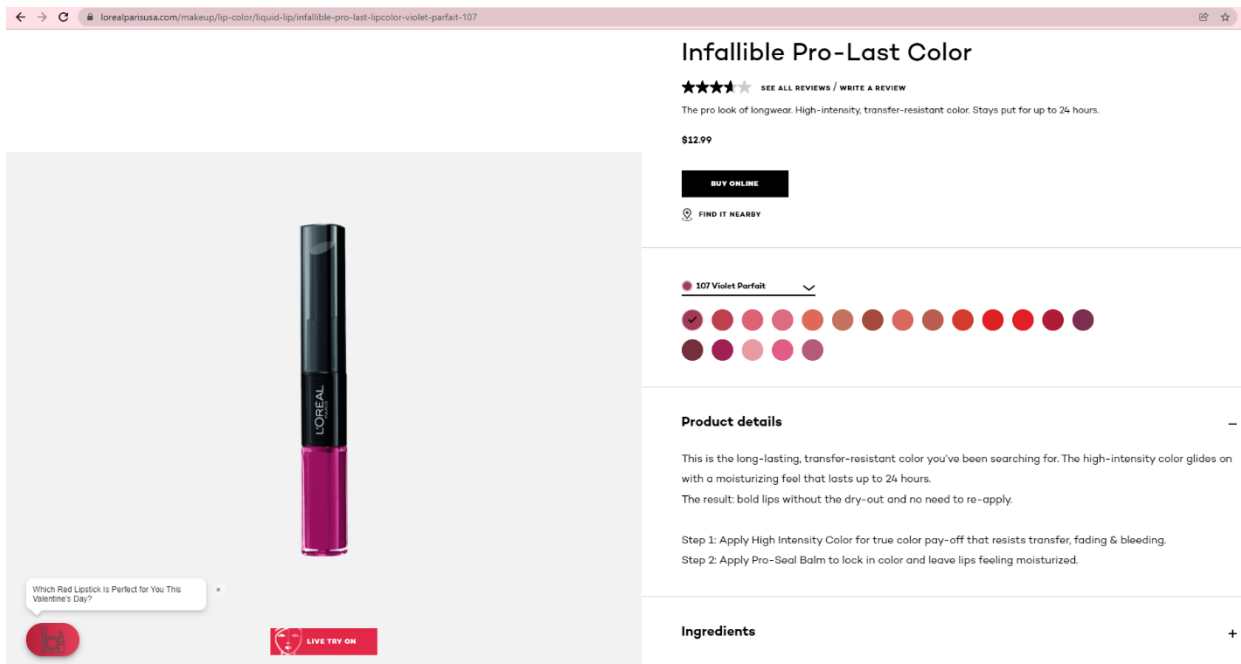 lorealparisusa.com/makeup/lip-color/liquid-lip/infallible-pro-last-lipcolor-violet-parfait-107
Infallible Pro-Last Color
SEE ALL REVIEWS / WRITE A REVIEW
The pro look of longwear. High-intensity, transfer-resistant color. Stays put for up to 24 hours.
$12.99
BUY ONLINE
FIND IT NEARBY
107 Violet Parfait
L'ORÉAL
PARIS
Product details
This is the long-lasting, transfer-resistant color you've been searching for. The high-intensity color glides on
with a moisturizing feel that lasts up to 24 hours.
The result: bold lips without the dry-out and no need to re-apply.
Step 1: Apply High Intensity Color for true color pay-off that resists transfer, fading & bleeding.
Step 2: Apply Pro-Seal Balm to lock in color and leave lips feeling moisturized.
Which Red Lipstick Is Perfect for You This
Valentine's Day?
LIVE TRY ON
Ingredients